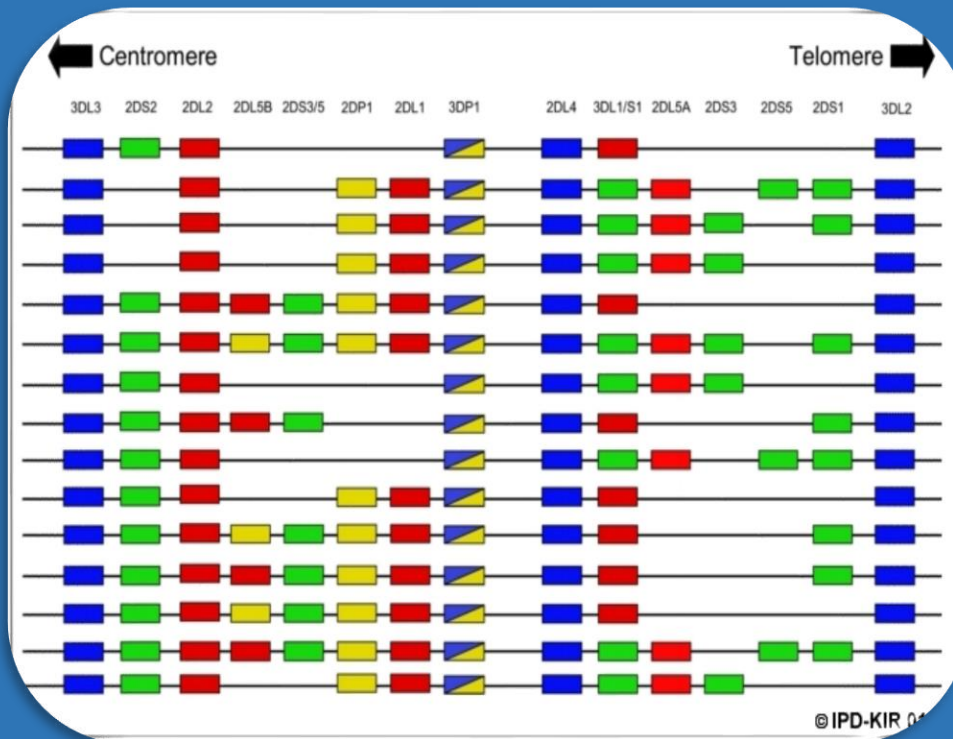 Centromere Telomere
3DL3 2DS2 2DL2 2DL5B 2DS3/5 2DP1 2DL1 3DP1 2DL4 3DL1/S1 2DL5A 2DS3 2DS5 2DS1 3DL2
© IPD-KIR